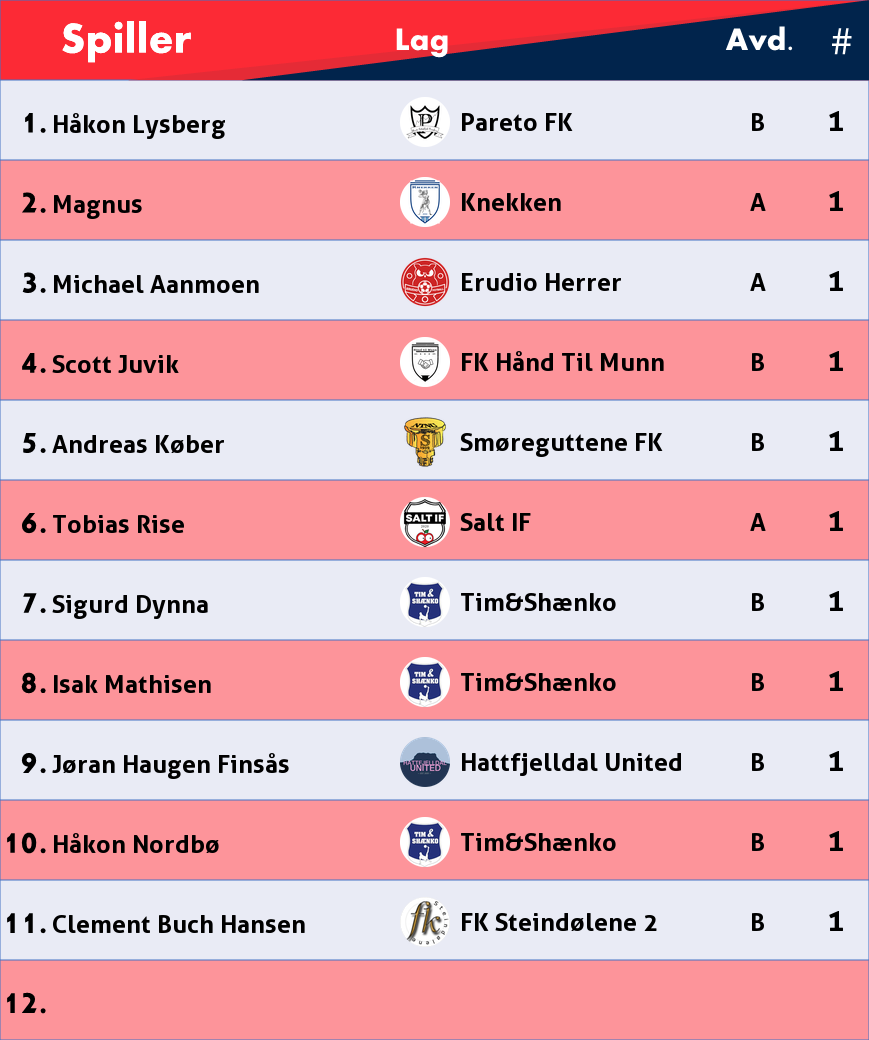 Spiller Lag Avd. #
1. Håkon Lysberg Pareto FK B 1
2. Magnus Knekken A 1
3. Michael Aanmoen Erudio Herrer A 1
4. Scott Juvik FK Hånd Til Munn B 1
5. Andreas Køber Smøreguttene FK B 1
6. Tobias Rise SALT IF Salt IF A 1
7. Sigurd Dynna TIM & SHÆNKO Tim&Shænko B 1
8. Isak Mathisen TIM & SHÆNKO Tim&Shænko B 1
9. Jøran Haugen Finsås HATTFJELLDAL UNITED Hattfjelldal United B 1
10. Håkon Nordbø TIM & SHÆNKO Tim&Shænko B 1
11. Clement Buch Hansen fk Steindølene FK Steindølene 2 B 1
12.